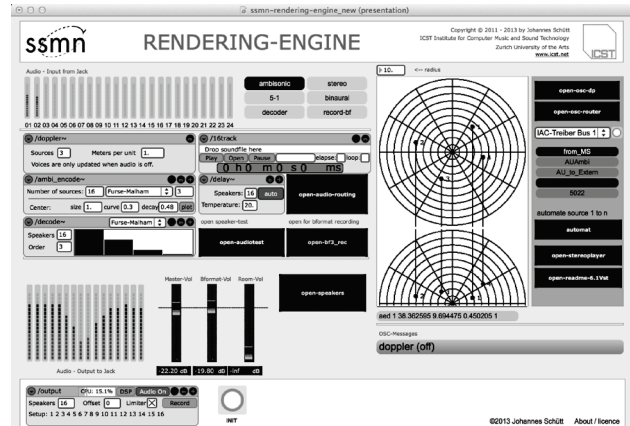 ssmn-rendering-engine_new (presentation)
ssmn
RENDERING-ENGINE
Copyright © 2011 - 2013 by Johannes Schütt
ICST Institute for Computer Music and Sound Technology
Zurich University of the Arts
www.icst.net
ICST
Audio - Input from Jack
01 02 03 04 05 06 07 08 09 10 11 12 13 14 15 16 17 18 19 20 21 22 23 24
ambisonic
stereo
5-1
binaural
decoder
record-bf
10.
<-- radius
/doppler~
Sources 3 Meters per unit 1.
Voices are only updated when audio is off.
/ambi_encode~
Number of sources: 16 Furse-Malham 3
Center: size 1. curve 0.3 decay 0.48 plot
/decode~ Furse-Malham
Speakers 16
Order 3
/16track
Drop soundfile here
Play Open Pause elapse: loop:
0 h 0 m 0 s 0 ms
/delay~
Speakers: 16 auto
Temperature: 20.
open-audio-routing
open speaker-test
open for bformat recording
open-audiotest
open-bf3_rec
open-speakers
open-osc-dp
open-osc-router
IAC-Treiber Bus 1
from_MS
AUAmbi
AU_to_Extern
5022
automate source 1 to n
automat
open-stereoplayer
open-readme-6.1Vst
Master-Vol
Bformat-Vol
Room-Vol
-22.20 dB
-19.80 dB
-inf dB
Audio - Output to Jack
aed 1 38.362595 9.694475 0.450205 1
OSC-Messages
doppler (off)
/output CPU: 15.1% DSP Audio On
Speakers 16 Offset 0 Limiter Record
Setup: 1 2 3 4 5 6 7 8 9 10 11 12 13 14 15 16
INIT
©2013 Johannes Schütt
About / licence